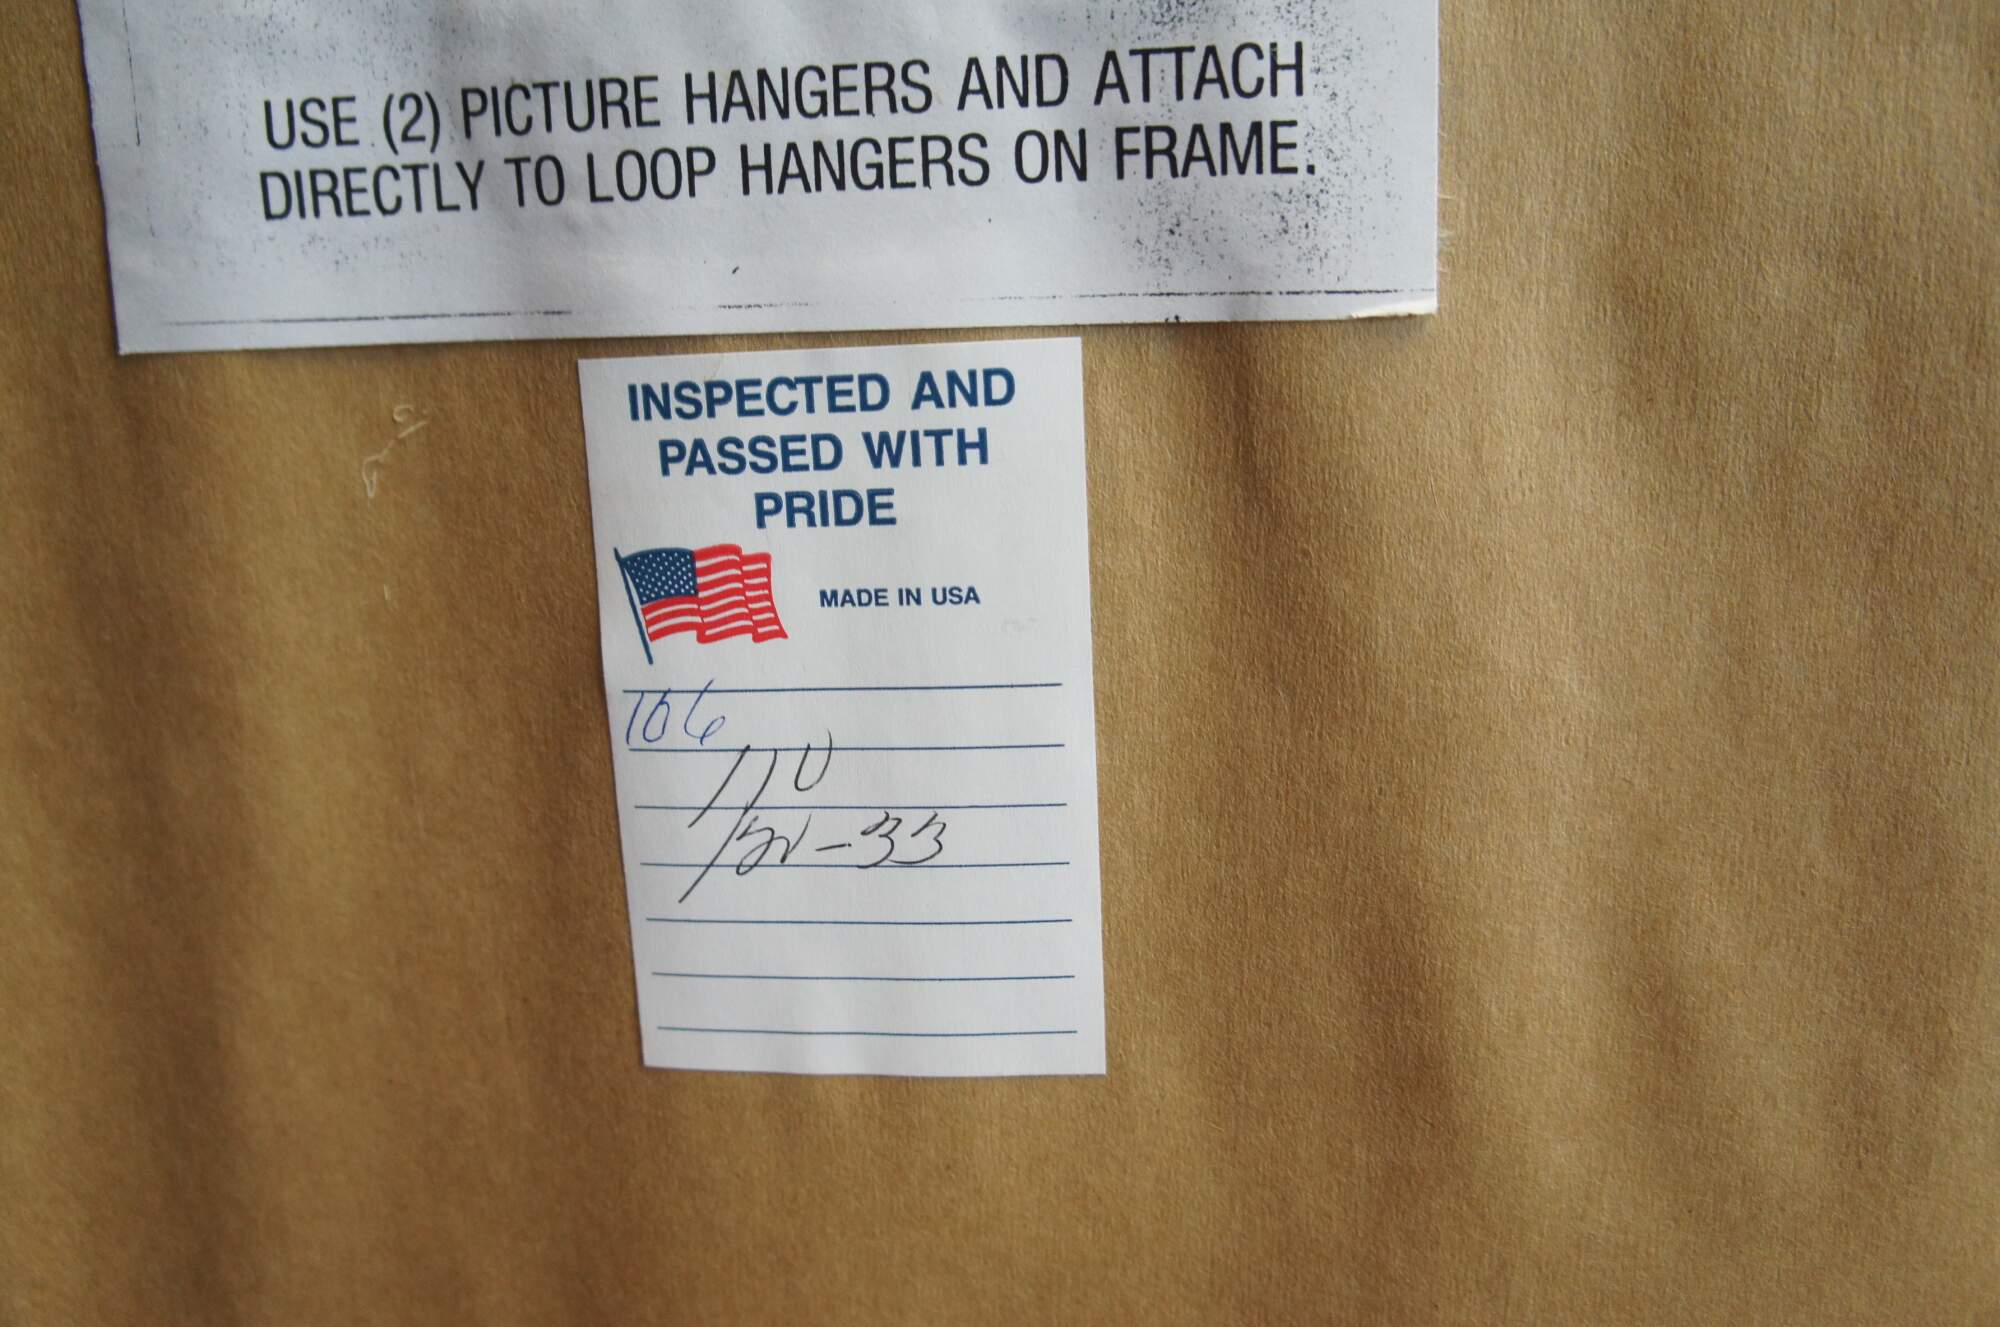 USE (2) PICTURE HANGERS AND ATTACH
DIRECTLY TO LOOP HANGERS ON FRAME.
INSPECTED AND
PASSED WITH
PRIDE
MADE IN USA
106
110